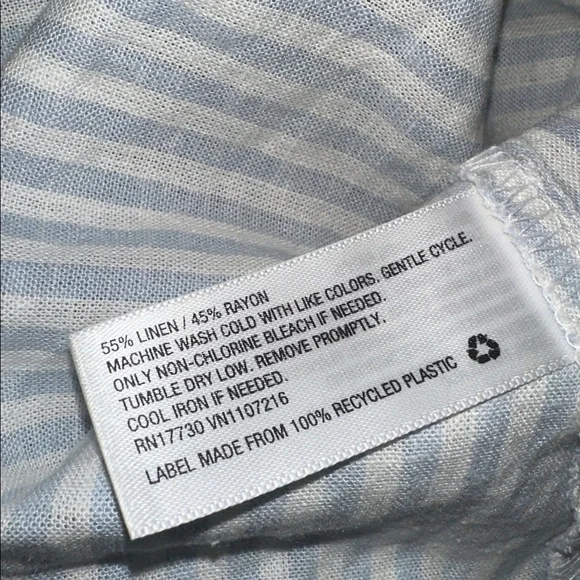 55% LINEN / 45% RAYON
MACHINE WASH COLD WITH LIKE COLORS. GENTLE CYCLE.
ONLY NON-CHLORINE BLEACH IF NEEDED.
TUMBLE DRY LOW. REMOVE PROMPTLY.
COOL IRON IF NEEDED.
RN17730 VN1107216
LABEL MADE FROM 100% RECYCLED PLASTIC